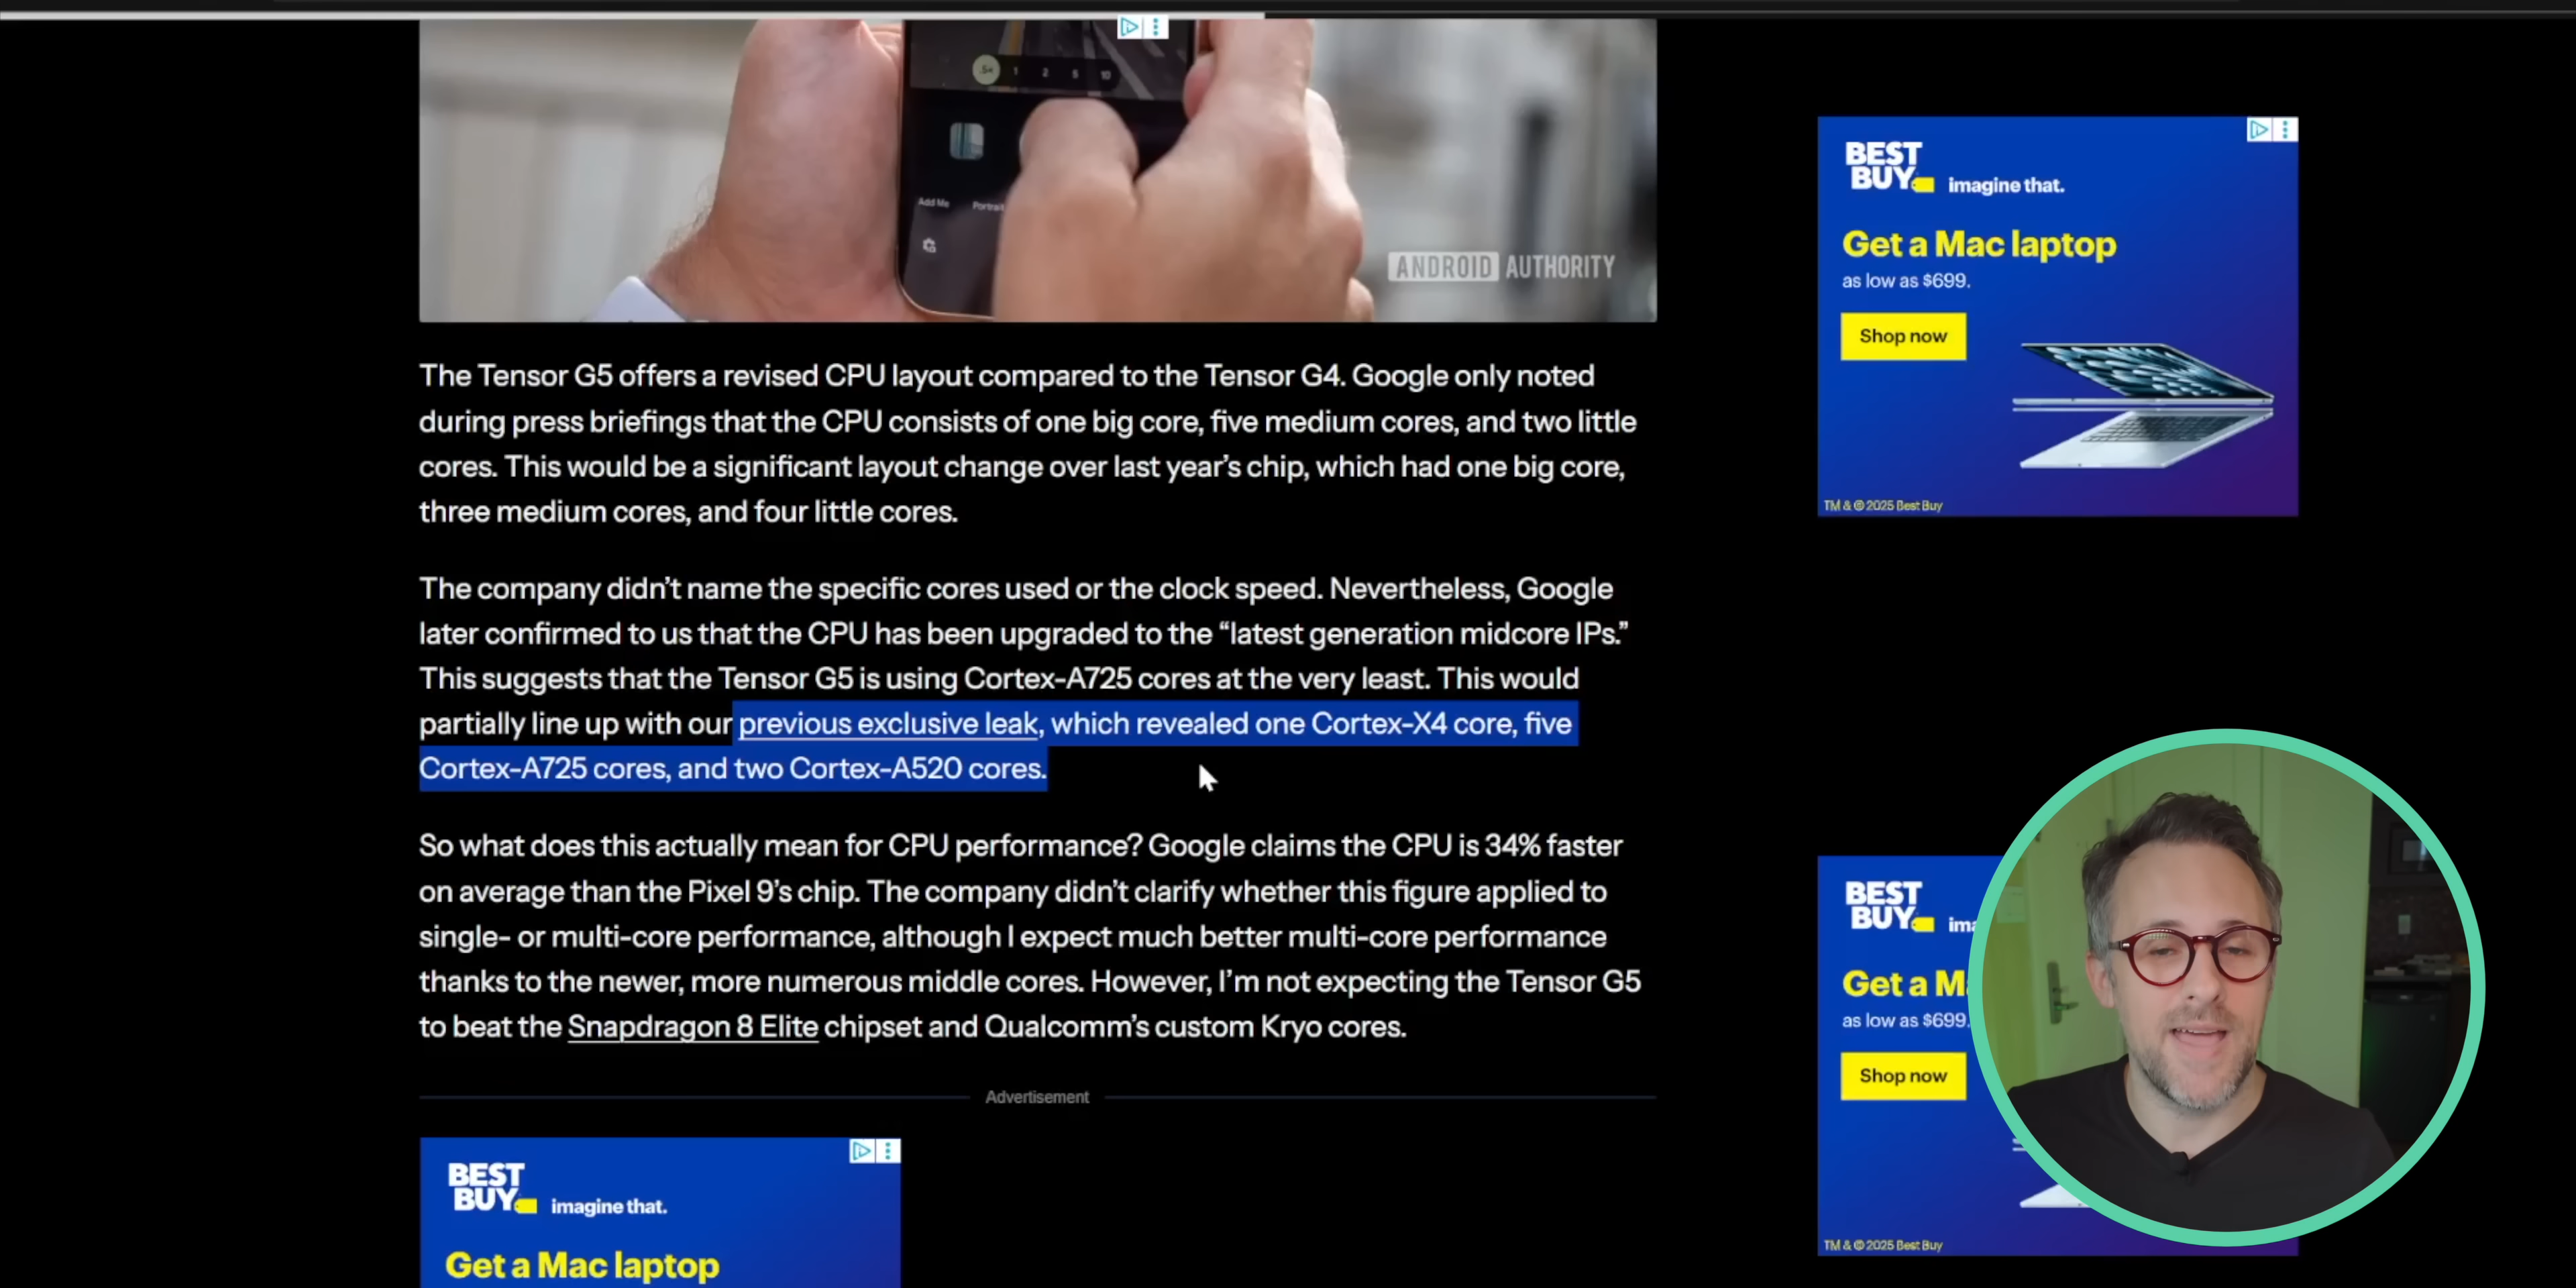 .5x 1 2 5 10
Add Me Portrait
ANDROID AUTHORITY
The Tensor G5 offers a revised CPU layout compared to the Tensor G4. Google only noted
during press briefings that the CPU consists of one big core, five medium cores, and two little
cores. This would be a significant layout change over last year’s chip, which had one big core,
three medium cores, and four little cores.
The company didn’t name the specific cores used or the clock speed. Nevertheless, Google
later confirmed to us that the CPU has been upgraded to the “latest generation midcore IPs.”
This suggests that the Tensor G5 is using Cortex-A725 cores at the very least. This would
partially line up with our previous exclusive leak, which revealed one Cortex-X4 core, five
Cortex-A725 cores, and two Cortex-A520 cores.
So what does this actually mean for CPU performance? Google claims the CPU is 34% faster
on average than the Pixel 9’s chip. The company didn’t clarify whether this figure applied to
single- or multi-core performance, although I expect much better multi-core performance
thanks to the newer, more numerous middle cores. However, I’m not expecting the Tensor G5
to beat the Snapdragon 8 Elite chipset and Qualcomm’s custom Kryo cores.
Advertisement
BEST
BUY imagine that.
Get a Mac laptop
BEST
BUY imagine that.
Get a Mac laptop
as low as $699.
Shop now
TM & © 2025 Best Buy
BEST
BUY ima
Get a Ma
as low as $699.
Shop now
TM & © 2025 Best Buy